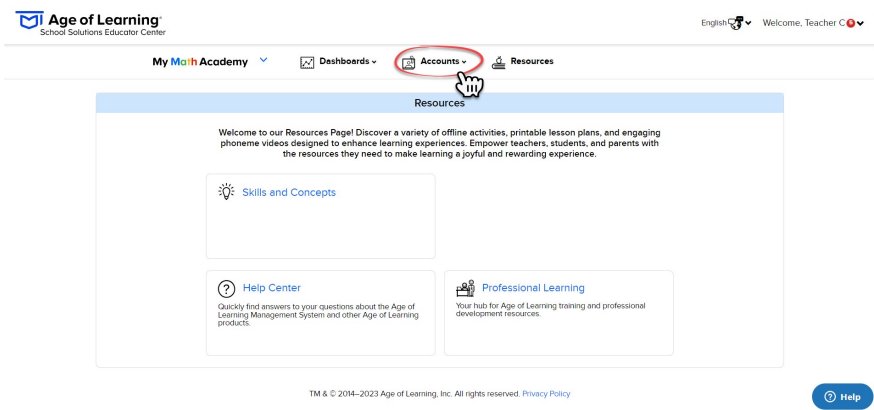 Age of Learning®
School Solutions Educator Center
English
Welcome, Teacher C
My Math Academy
Dashboards
Accounts
Resources
Resources
Welcome to our Resources Page! Discover a variety of offline activities, printable lesson plans, and engaging
phoneme videos designed to enhance learning experiences. Empower teachers, students, and parents with
the resources they need to make learning a joyful and rewarding experience.
Skills and Concepts
Help Center
Quickly find answers to your questions about the Age of
Learning Management System and other Age of Learning
products.
Professional Learning
Your hub for Age of Learning training and professional
development resources.
TM & © 2014–2023 Age of Learning, Inc. All rights reserved. Privacy Policy
Help